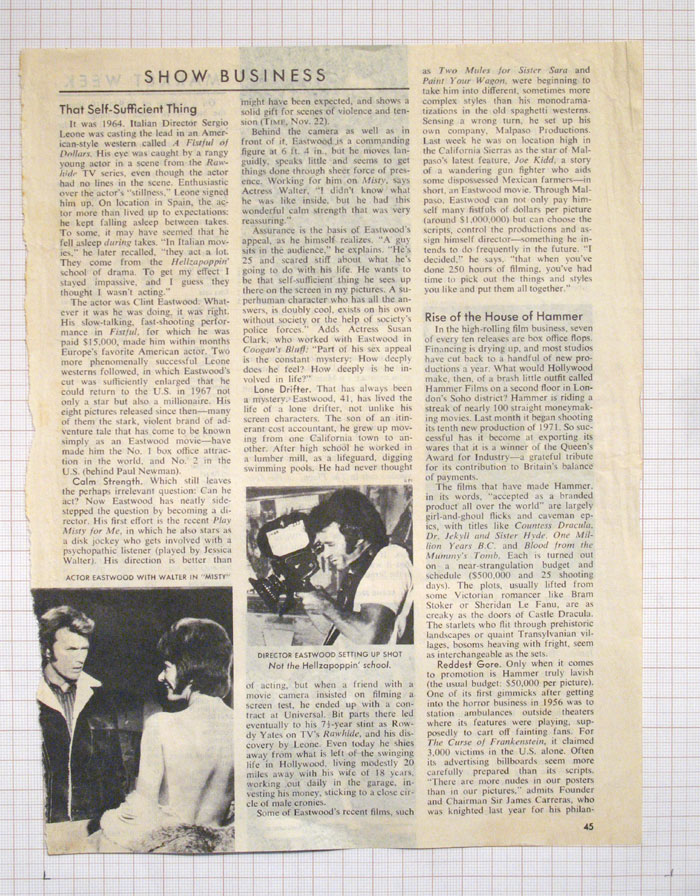 SHOW BUSINESS
That Self-Sufficient Thing
It was 1964. Italian Director Sergio
Leone was casting the lead in an Amer-
ican-style western called A Fistful of
Dollars. His eye was caught by a rangy
young actor in a scene from the Raw-
hide TV series, even though the actor
had no lines in the scene. Enthusiastic
over the actor's "stillness," Leone signed
him up. On location in Spain, the ac-
tor more than lived up to expectations:
he kept falling asleep between takes.
To some, it may have seemed that he
fell asleep during takes. "In Italian mov-
ies," he later recalled, "they act a lot.
They come from the Hellzapoppin'
school of drama. To get my effect I
stayed impassive, and I guess they
thought I wasn't acting."
The actor was Clint Eastwood. What-
ever it was he was doing, it was right.
His slow-talking, fast-shooting perfor-
mance in Fistful, for which he was
paid $15,000, made him within months
Europe's favorite American actor. Two
more phenomenally successful Leone
westerns followed, in which Eastwood's
cut was sufficiently enlarged that he
could return to the U.S. in 1967 not
only a star but also a millionaire. His
eight pictures released since then—many
of them the stark, violent brand of ad-
venture tale that has come to be known
simply as an Eastwood movie—have
made him the No. 1 box office attrac-
tion in the world, and No. 2 in the
U.S. (behind Paul Newman).
Calm Strength. Which still leaves
the perhaps irrelevant question: Can he
act? Now Eastwood has neatly side-
stepped the question by becoming a di-
rector. His first effort is the recent Play
Misty for Me, in which he also stars as
a disk jockey who gets involved with a
psychopathic listener (played by Jessica
Walter). His direction is better than
ACTOR EASTWOOD WITH WALTER IN "MISTY"
might have been expected, and shows a
solid gift for scenes of violence and ten-
sion (TIME, Nov. 22).
Behind the camera as well as in
front of it, Eastwood is a commanding
figure at 6 ft. 4 in., but he moves lan-
guidly, speaks little and seems to get
things done through sheer force of pres-
ence. Working for him on Misty, says
Actress Walter, "I didn't know what
he was like inside, but he had this
wonderful calm strength that was very
reassuring."
Assurance is the basis of Eastwood's
appeal, as he himself realizes. "A guy
sits in the audience," he explains. "He's
25 and scared stiff about what he's
going to do with his life. He wants to
be that self-sufficient thing he sees up
there on the screen in my pictures. A su-
perhuman character who has all the an-
swers, is doubly cool, exists on his own
without society or the help of society's
police forces." Adds Actress Susan
Clark, who worked with Eastwood in
Coogan's Bluff: "Part of his sex appeal
is the constant mystery: How deeply
does he feel? How deeply is he in-
volved in life?"
Lone Drifter. That has always been
a mystery. Eastwood, 41, has lived the
life of a lone drifter, not unlike his
screen characters. The son of an itin-
erant cost accountant, he grew up mov-
ing from one California town to an-
other. After high school he worked in
a lumber mill, as a lifeguard, digging
swimming pools. He had never thought
DIRECTOR EASTWOOD SETTING UP SHOT
Not the Hellzapoppin' school.
of acting, but when a friend with a
movie camera insisted on filming a
screen test, he ended up with a con-
tract at Universal. Bit parts there led
eventually to his 7½-year stint as Row-
dy Yates on TV's Rawhide, and his dis-
covery by Leone. Even today he shies
away from what is left of the swinging
life in Hollywood, living modestly 20
miles away with his wife of 18 years,
working out daily in the garage, in-
vesting his money, sticking to a close cir-
cle of male cronies.
Some of Eastwood's recent films, such
as Two Mules for Sister Sara and
Paint Your Wagon, were beginning to
take him into different, sometimes more
complex styles than his monodrama-
tizations in the old spaghetti westerns.
Sensing a wrong turn, he set up his
own company, Malpaso Productions.
Last week he was on location high in
the California Sierras as the star of Mal-
paso's latest feature, Joe Kidd, a story
of a wandering gun fighter who aids
some dispossessed Mexican farmers—in
short, an Eastwood movie. Through Mal-
paso, Eastwood can not only pay him-
self many fistfuls of dollars per picture
(around $1,000,000) but can choose the
scripts, control the productions and as-
sign himself director—something he in-
tends to do frequently in the future. "I
decided," he says, "that when you've
done 250 hours of filming, you've had
time to pick out the things and styles
you like and put them all together."
Rise of the House of Hammer
In the high-rolling film business, seven
of every ten releases are box office flops.
Financing is drying up, and most studios
have cut back to a handful of new pro-
ductions a year. What would Hollywood
make, then, of a brash little outfit called
Hammer Films on a second floor in Lon-
don's Soho district? Hammer is riding a
streak of nearly 100 straight moneymak-
ing movies. Last month it began shooting
its tenth new production of 1971. So suc-
cessful has it become at exporting its
wares that it is a winner of the Queen's
Award for Industry—a grateful tribute
for its contribution to Britain's balance
of payments.
The films that have made Hammer,
in its words, "accepted as a branded
product all over the world" are largely
girl-and-ghoul flicks and caveman ep-
ics, with titles like Countess Dracula,
Dr. Jekyll and Sister Hyde, One Mil-
lion Years B.C. and Blood from the
Mummy's Tomb. Each is turned out
on a near-strangulation budget and
schedule ($500,000 and 25 shooting
days). The plots, usually lifted from
some Victorian romancer like Bram
Stoker or Sheridan Le Fanu, are as
creaky as the doors of Castle Dracula.
The starlets who flit through prehistoric
landscapes or quaint Transylvanian vil-
lages, bosoms heaving with fright, seem
as interchangeable as the sets.
Reddest Gore. Only when it comes
to promotion is Hammer truly lavish
(the usual budget: $50,000 per picture).
One of its first gimmicks after getting
into the horror business in 1956 was to
station ambulances outside theaters
where its features were playing, sup-
posedly to cart off fainting fans. For
The Curse of Frankenstein, it claimed
3,000 victims in the U.S. alone. Often
its advertising billboards seem more
carefully prepared than its scripts.
"There are more nudes in our posters
than in our pictures," admits Founder
and Chairman Sir James Carreras, who
was knighted last year for his philan-
45